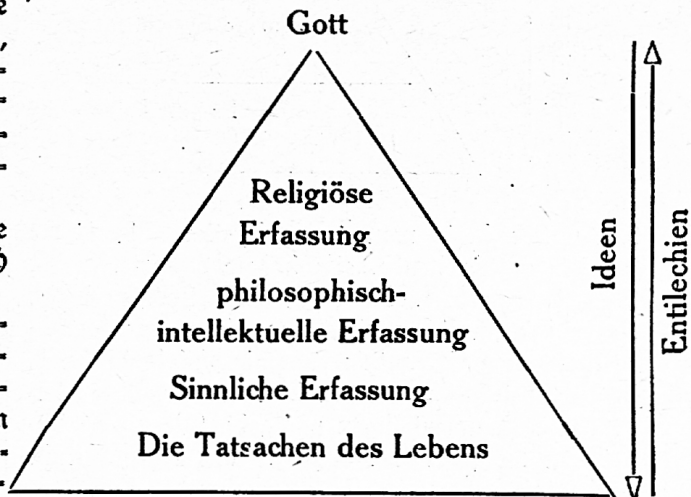 Gott
Religiöse
Erfassung
philosophisch-
intellektuelle Erfassung
Sinnliche Erfassung
Die Tatsachen des Lebens
Ideen
Entilechien